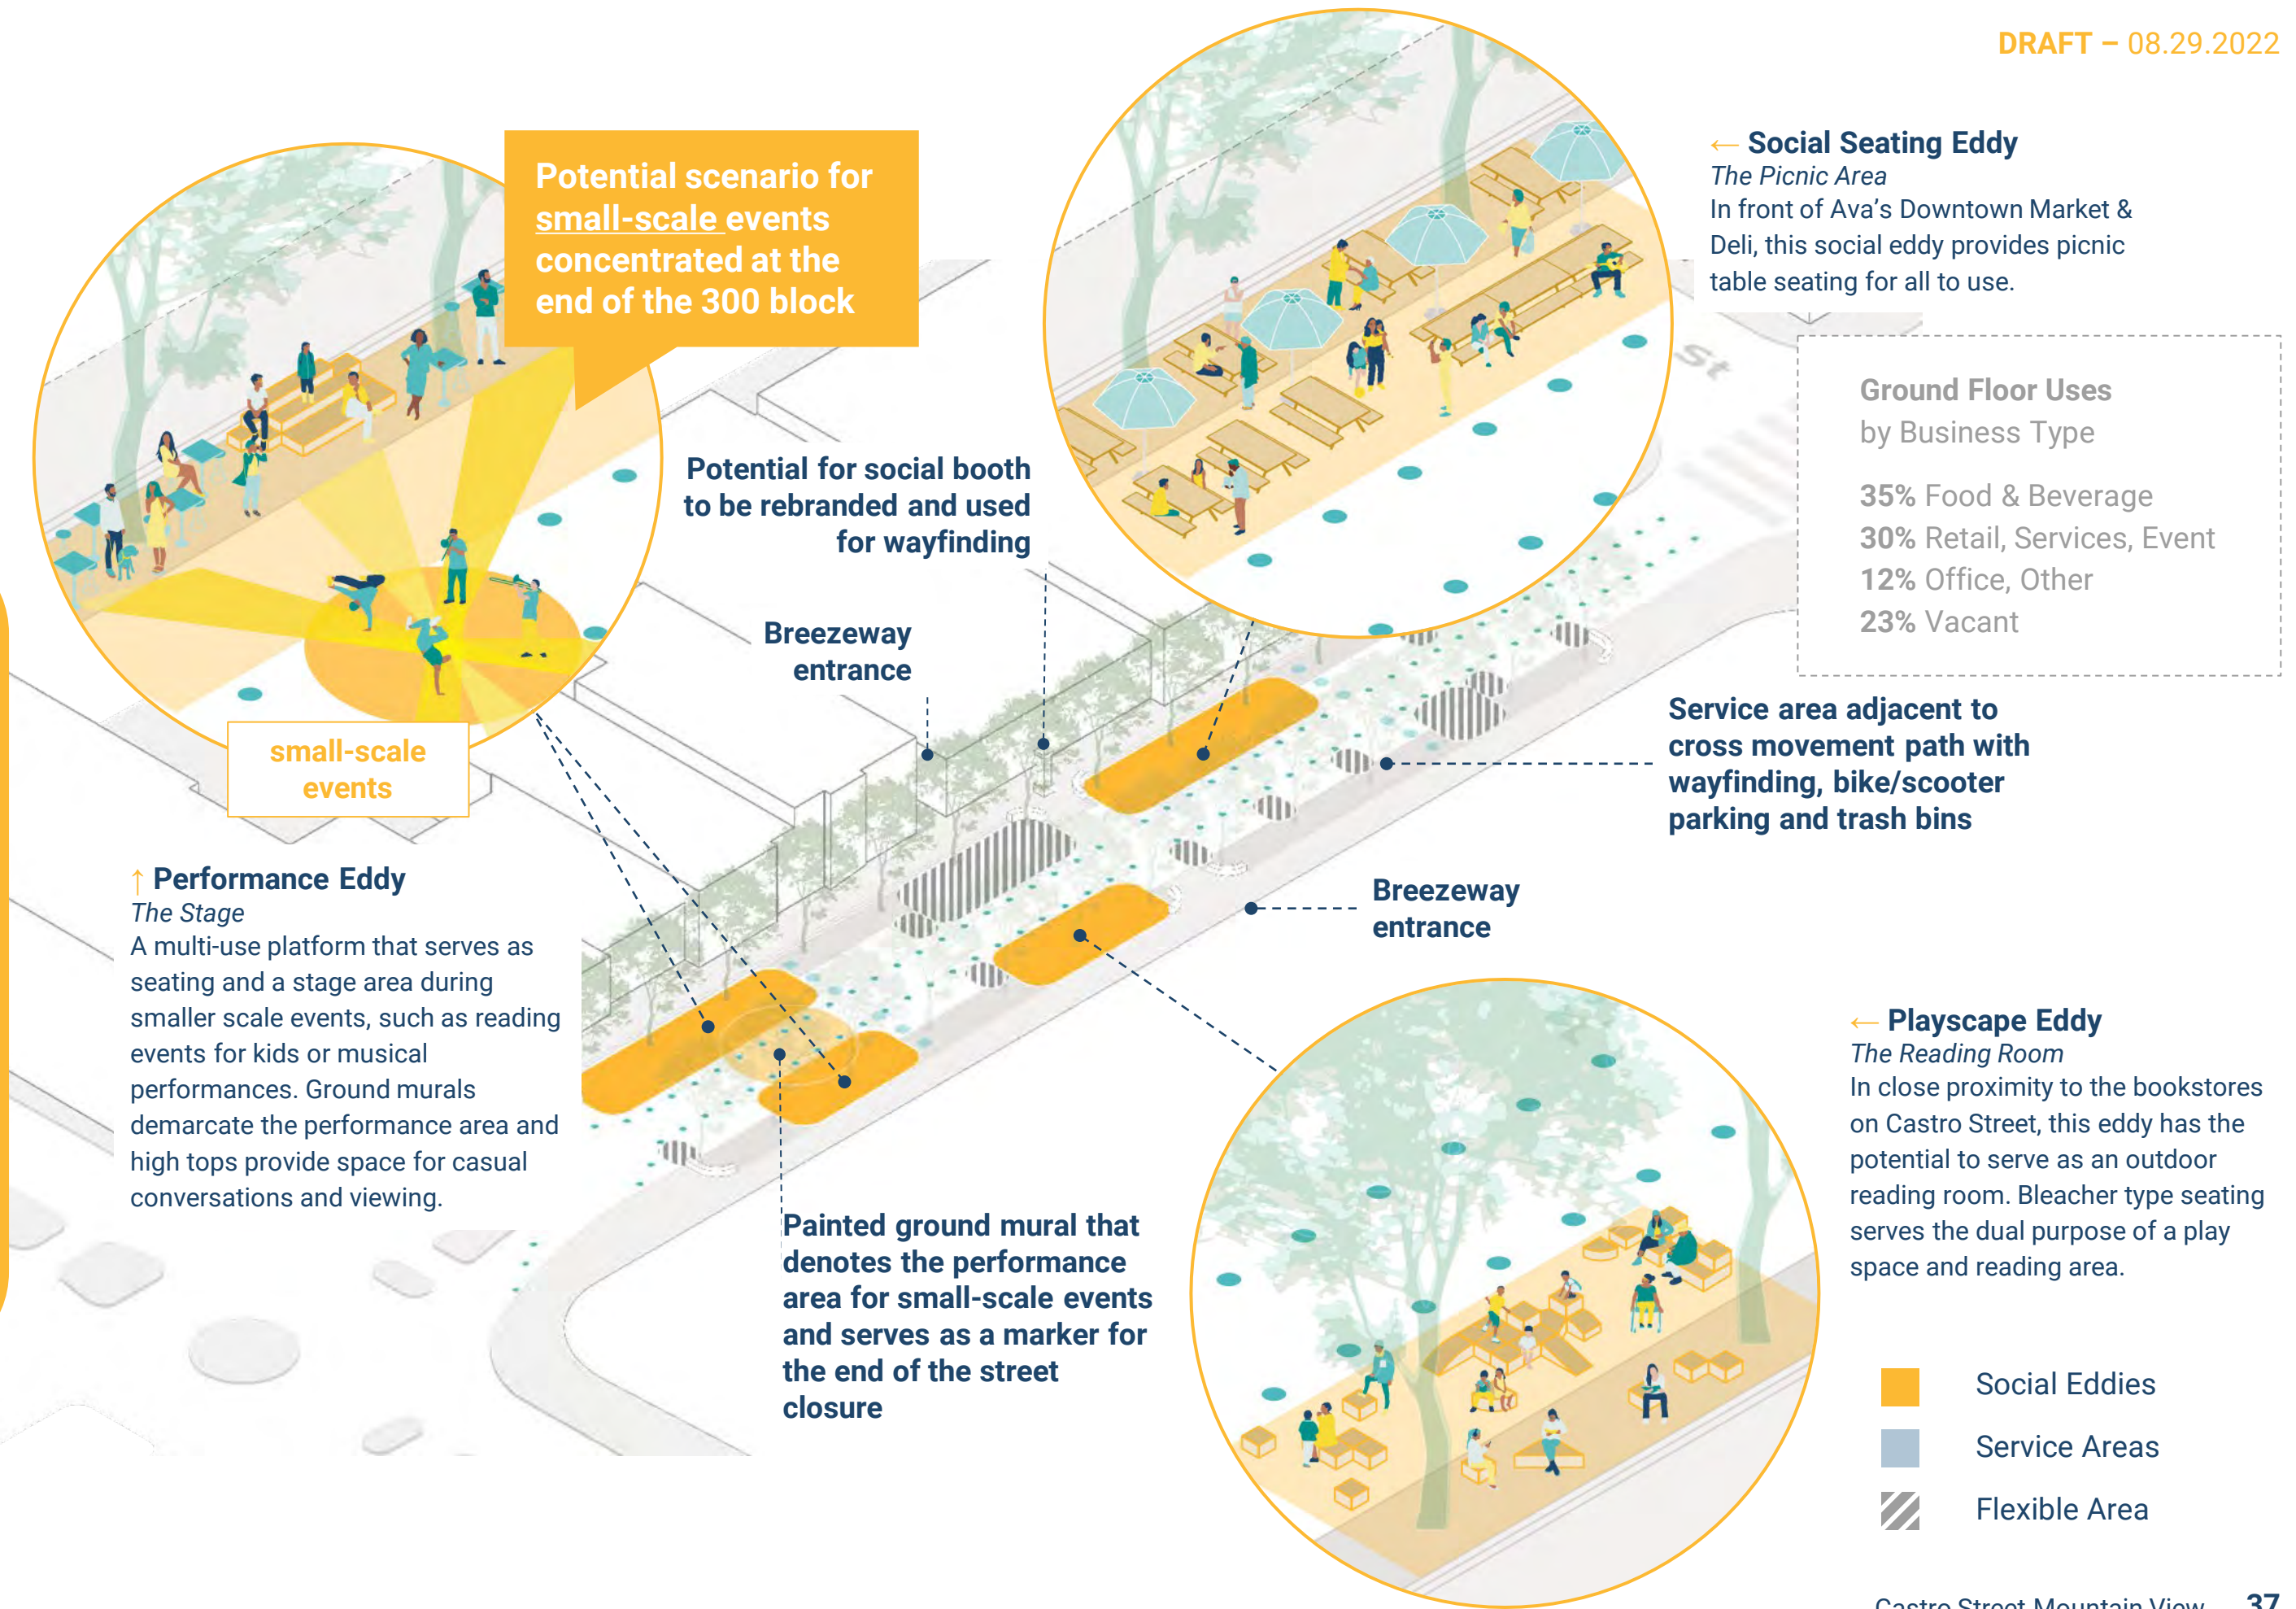 DRAFT – 08.29.2022
Potential scenario for
small-scale events
concentrated at the
end of the 300 block
← Social Seating Eddy
The Picnic Area
In front of Ava's Downtown Market &
Deli, this social eddy provides picnic
table seating for all to use.
St
Ground Floor Uses
by Business Type
35% Food & Beverage
30% Retail, Services, Event
12% Office, Other
23% Vacant
Potential for social booth
to be rebranded and used
for wayfinding
Breezeway
entrance
small-scale
events
Service area adjacent to
cross movement path with
wayfinding, bike/scooter
parking and trash bins
↑ Performance Eddy
The Stage
A multi-use platform that serves as
seating and a stage area during
smaller scale events, such as reading
events for kids or musical
performances. Ground murals
demarcate the performance area and
high tops provide space for casual
conversations and viewing.
Breezeway
entrance
Painted ground mural that
denotes the performance
area for small-scale events
and serves as a marker for
the end of the street
closure
← Playscape Eddy
The Reading Room
In close proximity to the bookstores
on Castro Street, this eddy has the
potential to serve as an outdoor
reading room. Bleacher type seating
serves the dual purpose of a play
space and reading area.
Social Eddies
Service Areas
Flexible Area
Castro Street Mountain View 37